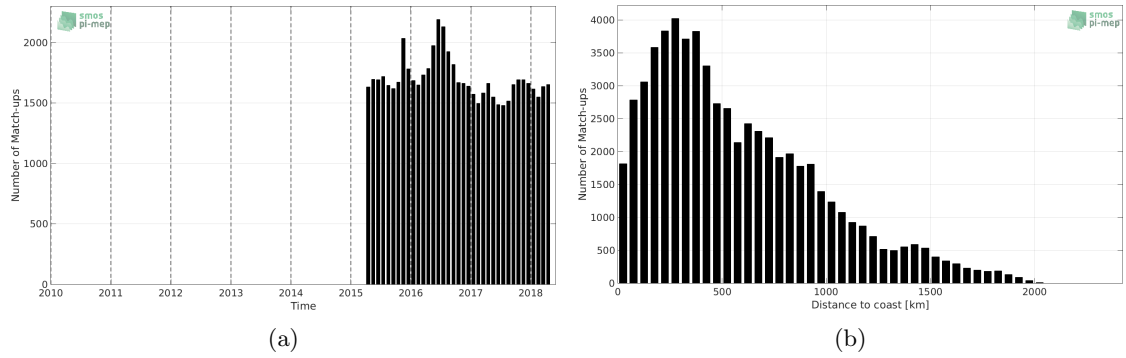 smos
pi-mep
2000
1500
1000
500
0
Number of Match-ups
2010 2011 2012 2013 2014 2015 2016 2017 2018
Time
(a)
smos
pi-mep
4000
3500
3000
2500
2000
1500
1000
500
0
Number of Match-ups
0 500 1000 1500 2000
Distance to coast [km]
(b)